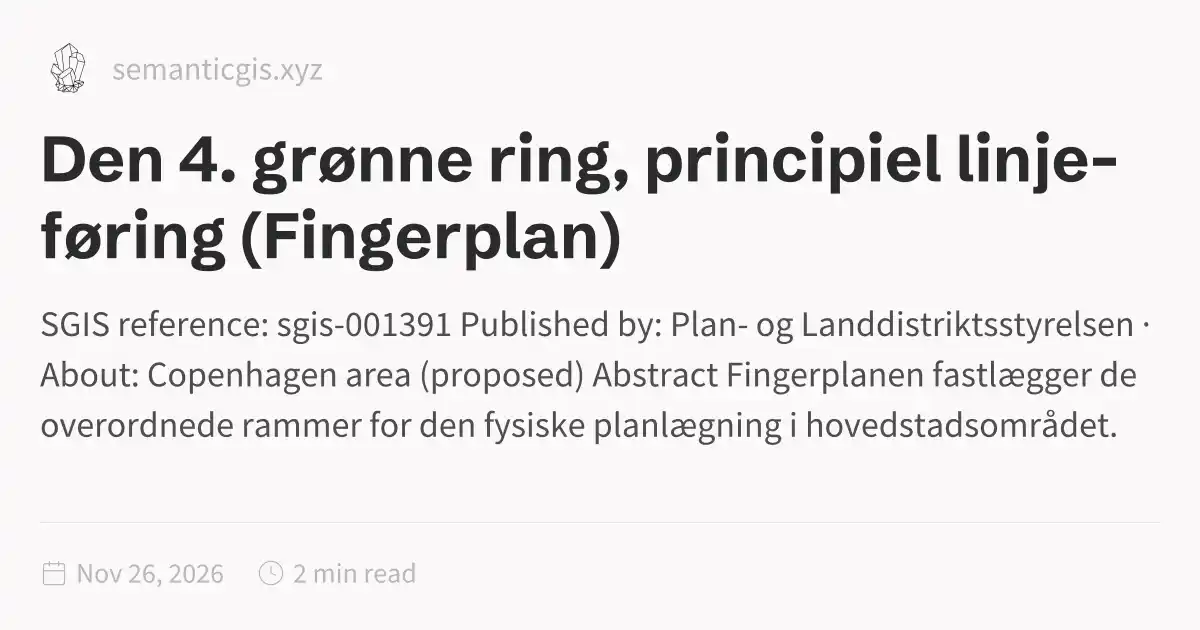 semanticgis.xyz
Den 4. grønne ring, principiel linje-
føring (Fingerplan)
SGIS reference: sgis-001391 Published by: Plan- og Landdistriktsstyrelsen ·
About: Copenhagen area (proposed) Abstract Fingerplanen fastlægger de
overordnede rammer for den fysiske planlægning i hovedstadsområdet.
Nov 26, 2026 2 min read